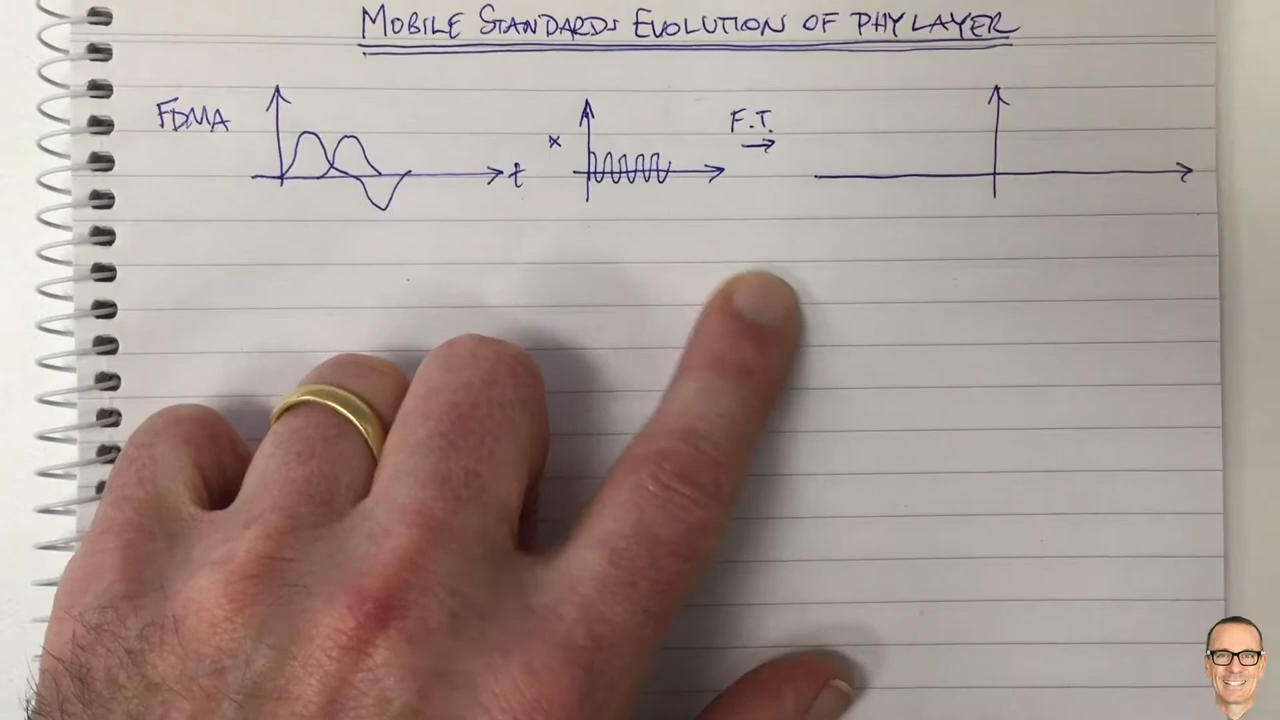 MOBILE STANDARDS EVOLUTION OF PHY LAYER
FDMA
t
x
F.T.